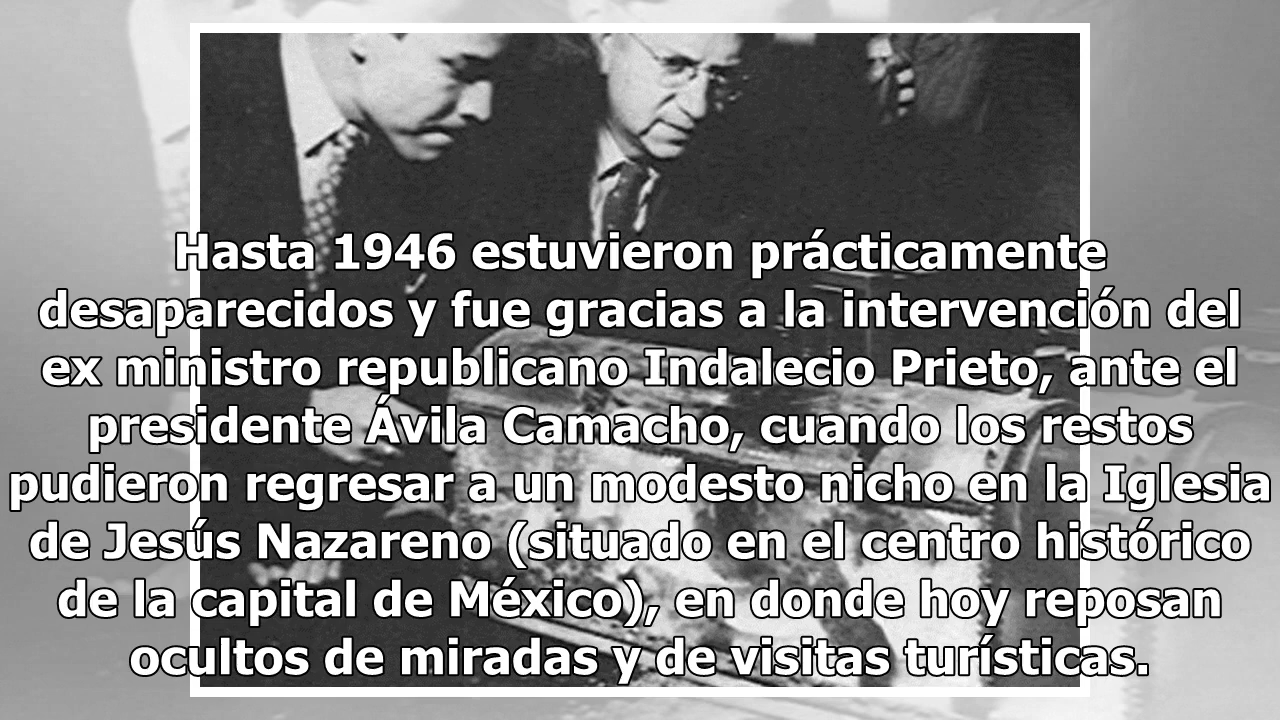 Hasta 1946 estuvieron prácticamente
desaparecidos y fue gracias a la intervención del
ex ministro republicano Indalecio Prieto, ante el
presidente Ávila Camacho, cuando los restos
pudieron regresar a un modesto nicho en la Iglesia
de Jesús Nazareno (situado en el centro histórico
de la capital de México), en donde hoy reposan
ocultos de miradas y de visitas turísticas.